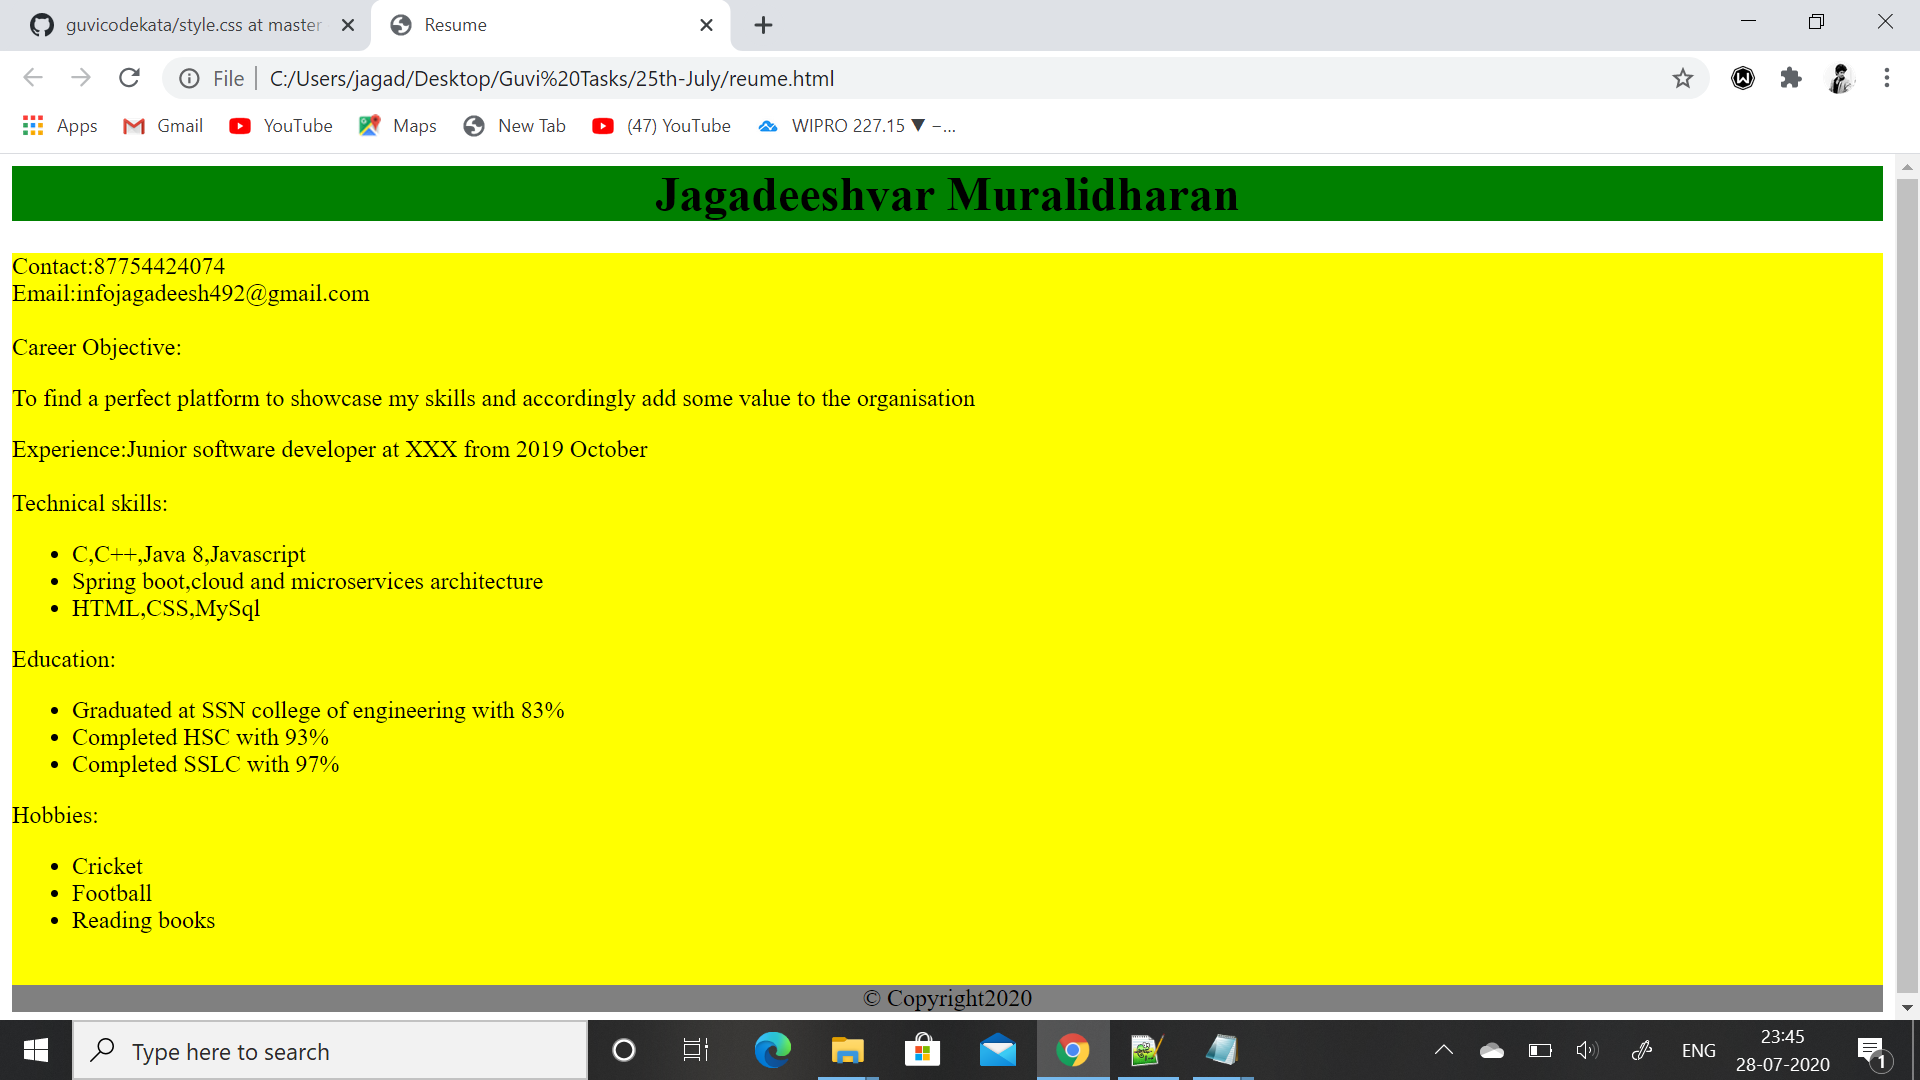 guvicodekata/style.css at master
Resume
File
C:/Users/jagad/Desktop/Guvi%20Tasks/25th-July/reume.html
Apps
Gmail
YouTube
Maps
New Tab
(47) YouTube
WIPRO 227.15 ▼ −...
Jagadeeshvar Muralidharan
Contact:87754424074
Email:infojagadeesh492@gmail.com
Career Objective:
To find a perfect platform to showcase my skills and accordingly add some value to the organisation
Experience:Junior software developer at XXX from 2019 October
Technical skills:
• C,C++,Java 8,Javascript
• Spring boot,cloud and microservices architecture
• HTML,CSS,MySql
Education:
• Graduated at SSN college of engineering with 83%
• Completed HSC with 93%
• Completed SSLC with 97%
Hobbies:
• Cricket
• Football
• Reading books
© Copyright2020
Type here to search
ENG
23:45
28-07-2020
1